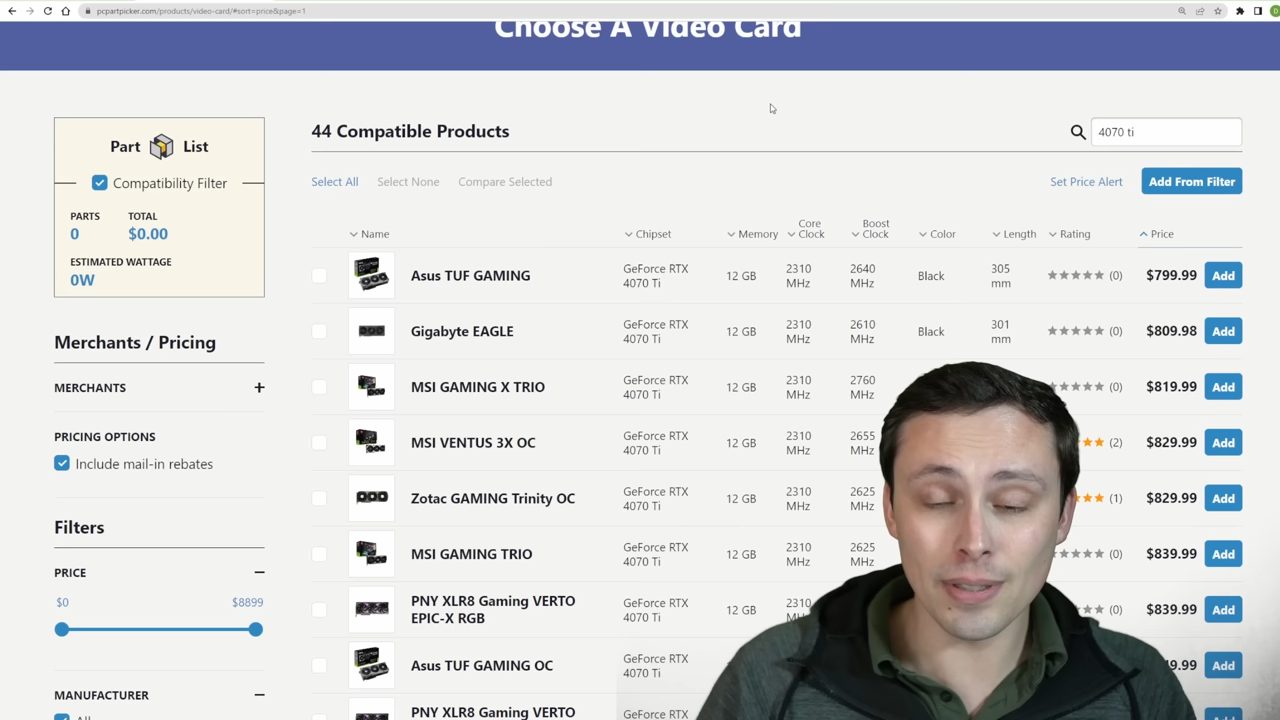 pcpartpicker.com/products/video-card/#sort=price&page=1
Choose A Video Card
Part List
Compatibility Filter
PARTS TOTAL
0 $0.00
ESTIMATED WATTAGE
0W
Merchants / Pricing
MERCHANTS +
PRICING OPTIONS
Include mail-in rebates
Filters
PRICE
$0 $8899
MANUFACTURER
All
44 Compatible Products
4070 ti
Select All Select None Compare Selected Set Price Alert Add From Filter
Name Chipset Memory Core Clock Boost Clock Color Length Rating Price
Asus TUF GAMING GeForce RTX 4070 Ti 12 GB 2310 MHz 2640 MHz Black 305 mm (0) $799.99 Add
Gigabyte EAGLE GeForce RTX 4070 Ti 12 GB 2310 MHz 2610 MHz Black 301 mm (0) $809.98 Add
MSI GAMING X TRIO GeForce RTX 4070 Ti 12 GB 2310 MHz 2760 MHz (0) $819.99 Add
MSI VENTUS 3X OC GeForce RTX 4070 Ti 12 GB 2310 MHz 2655 MHz (2) $829.99 Add
Zotac GAMING Trinity OC GeForce RTX 4070 Ti 12 GB 2310 MHz 2625 MHz (1) $829.99 Add
MSI GAMING TRIO GeForce RTX 4070 Ti 12 GB 2310 MHz 2625 MHz (0) $839.99 Add
PNY XLR8 Gaming VERTO EPIC-X RGB GeForce RTX 4070 Ti 12 GB 2310 (0) $839.99 Add
Asus TUF GAMING OC GeForce RTX 4070 Ti 9.99 Add
PNY XLR8 Gaming VERTO GeForce RTX